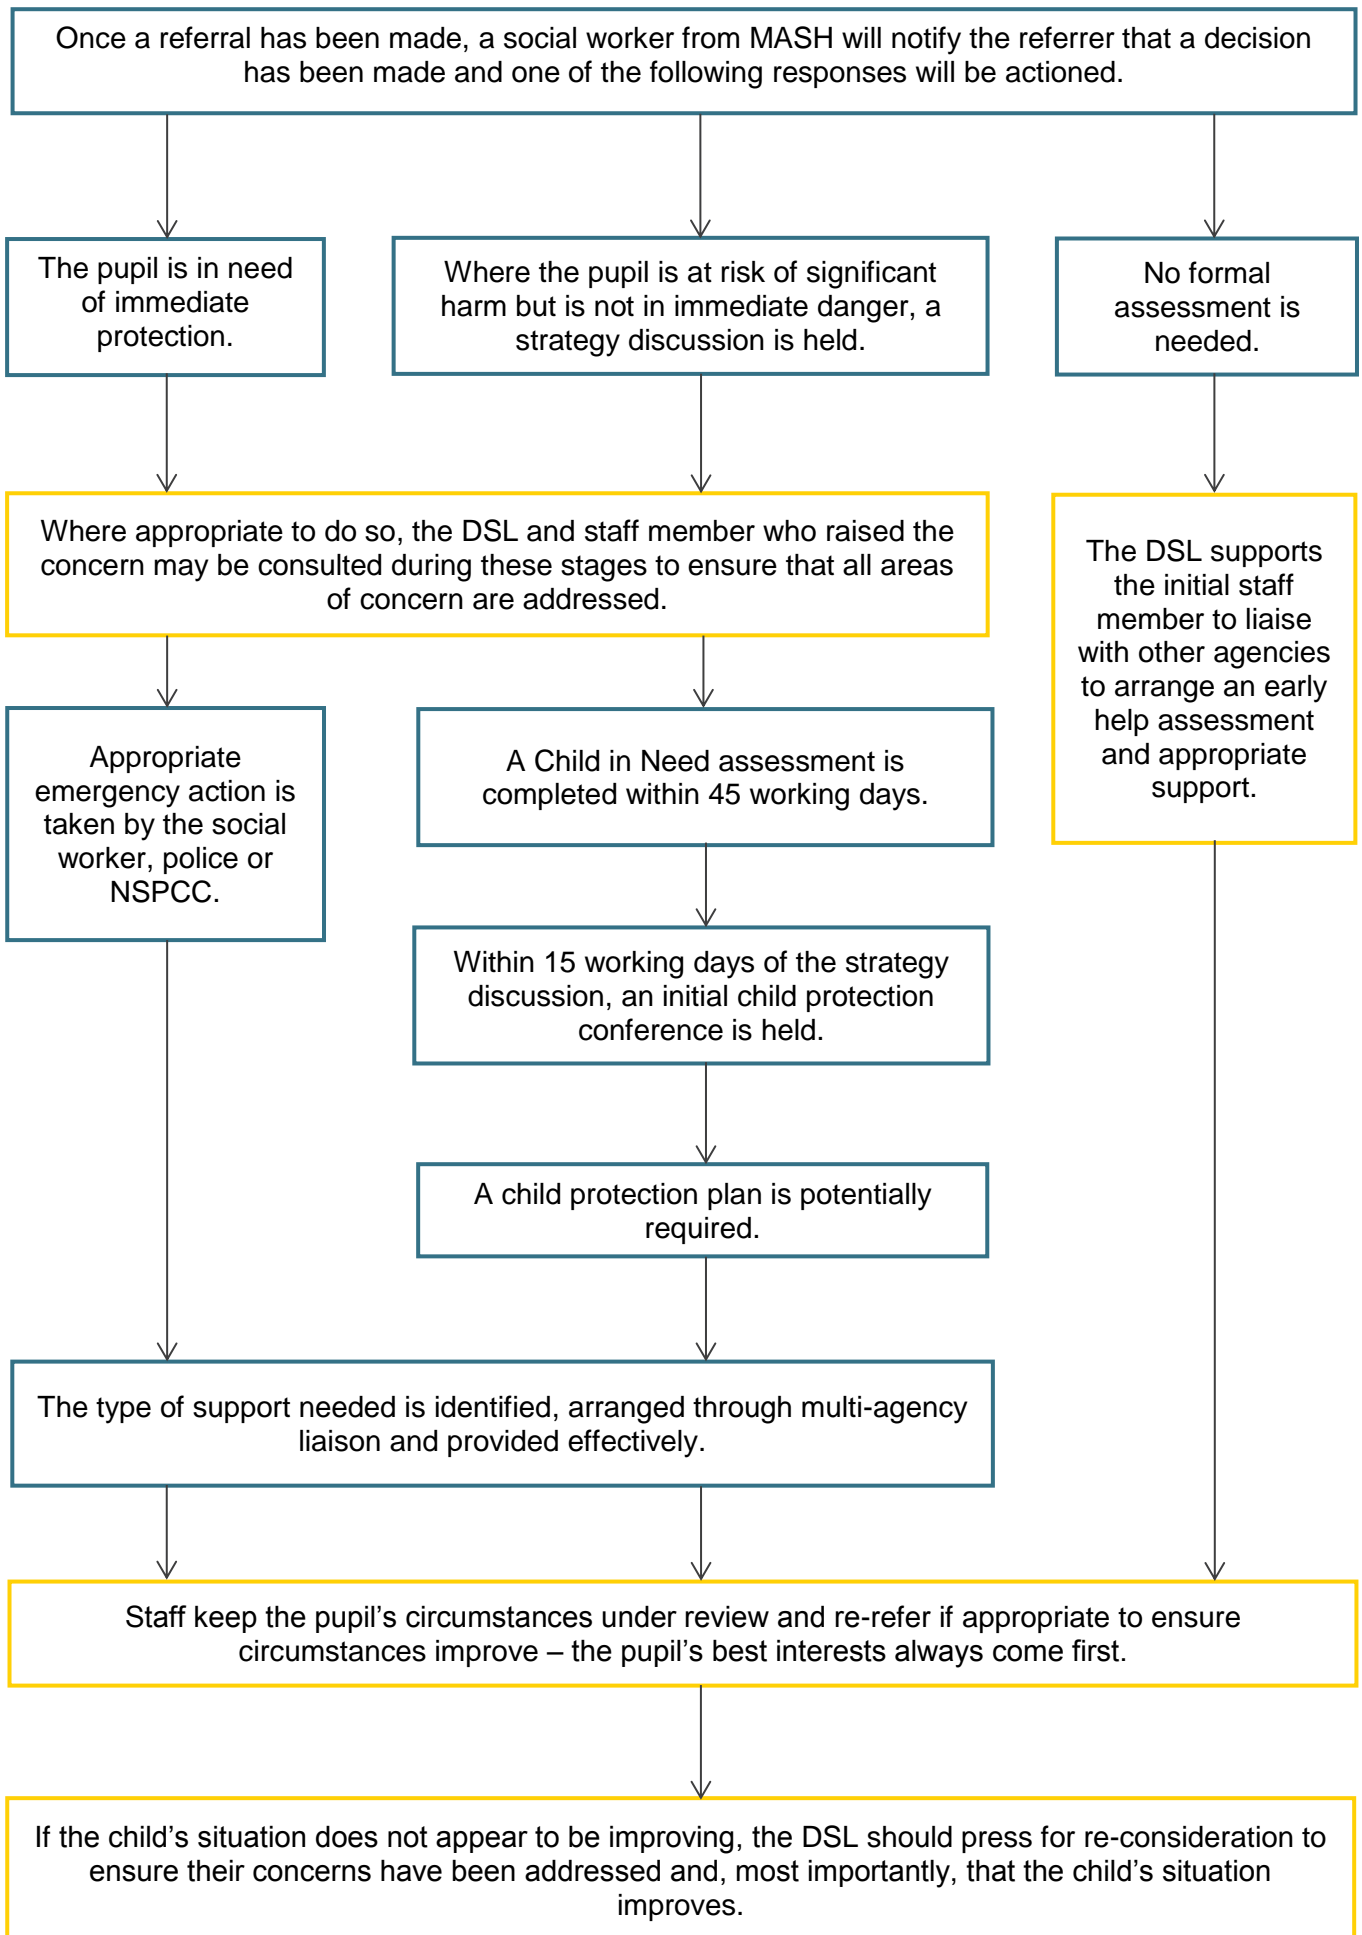 Once a referral has been made, a social worker from MASH will notify the referrer that a decision
has been made and one of the following responses will be actioned.
The pupil is in need
of immediate
protection.
Where the pupil is at risk of significant
harm but is not in immediate danger, a
strategy discussion is held.
No formal
assessment is
needed.
Where appropriate to do so, the DSL and staff member who raised the
concern may be consulted during these stages to ensure that all areas
of concern are addressed.
The DSL supports
the initial staff
member to liaise
with other agencies
to arrange an early
help assessment
and appropriate
support.
Appropriate
emergency action is
taken by the social
worker, police or
NSPCC.
A Child in Need assessment is
completed within 45 working days.
Within 15 working days of the strategy
discussion, an initial child protection
conference is held.
A child protection plan is potentially
required.
The type of support needed is identified, arranged through multi-agency
liaison and provided effectively.
Staff keep the pupil’s circumstances under review and re-refer if appropriate to ensure
circumstances improve – the pupil’s best interests always come first.
If the child’s situation does not appear to be improving, the DSL should press for re-consideration to
ensure their concerns have been addressed and, most importantly, that the child’s situation
improves.